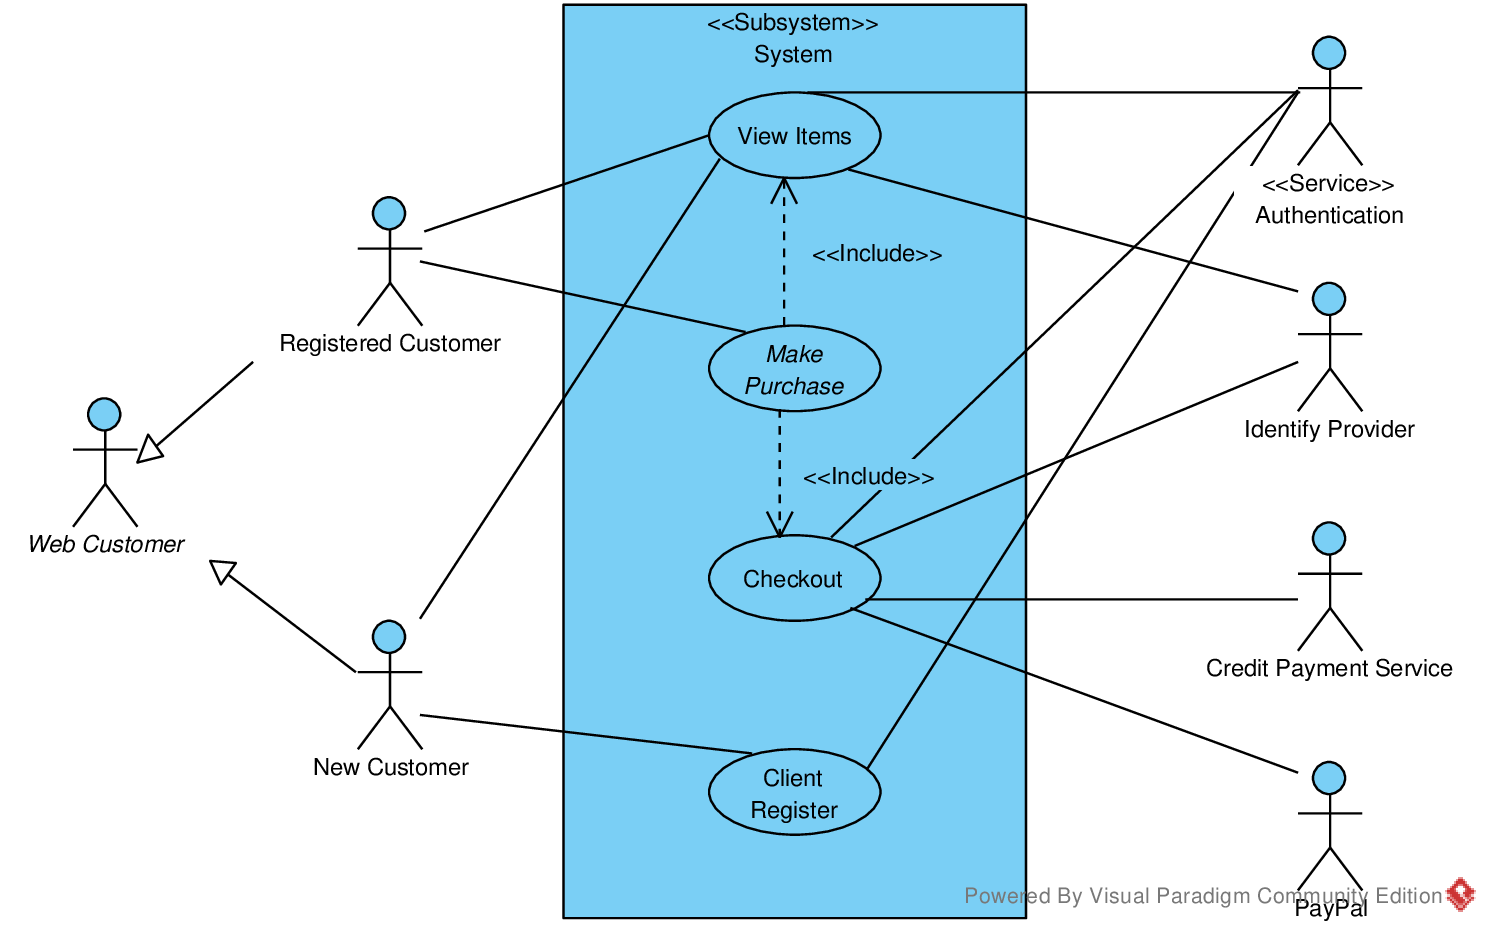 <<Subsystem>>
System
View Items
<<Service>>
Authentication
<<Include>>
Registered Customer
Make
Purchase
Identify Provider
<<Include>>
Web Customer
Checkout
Credit Payment Service
New Customer
Client
Register
Powered By Visual Paradigm Community Edition
PayPal